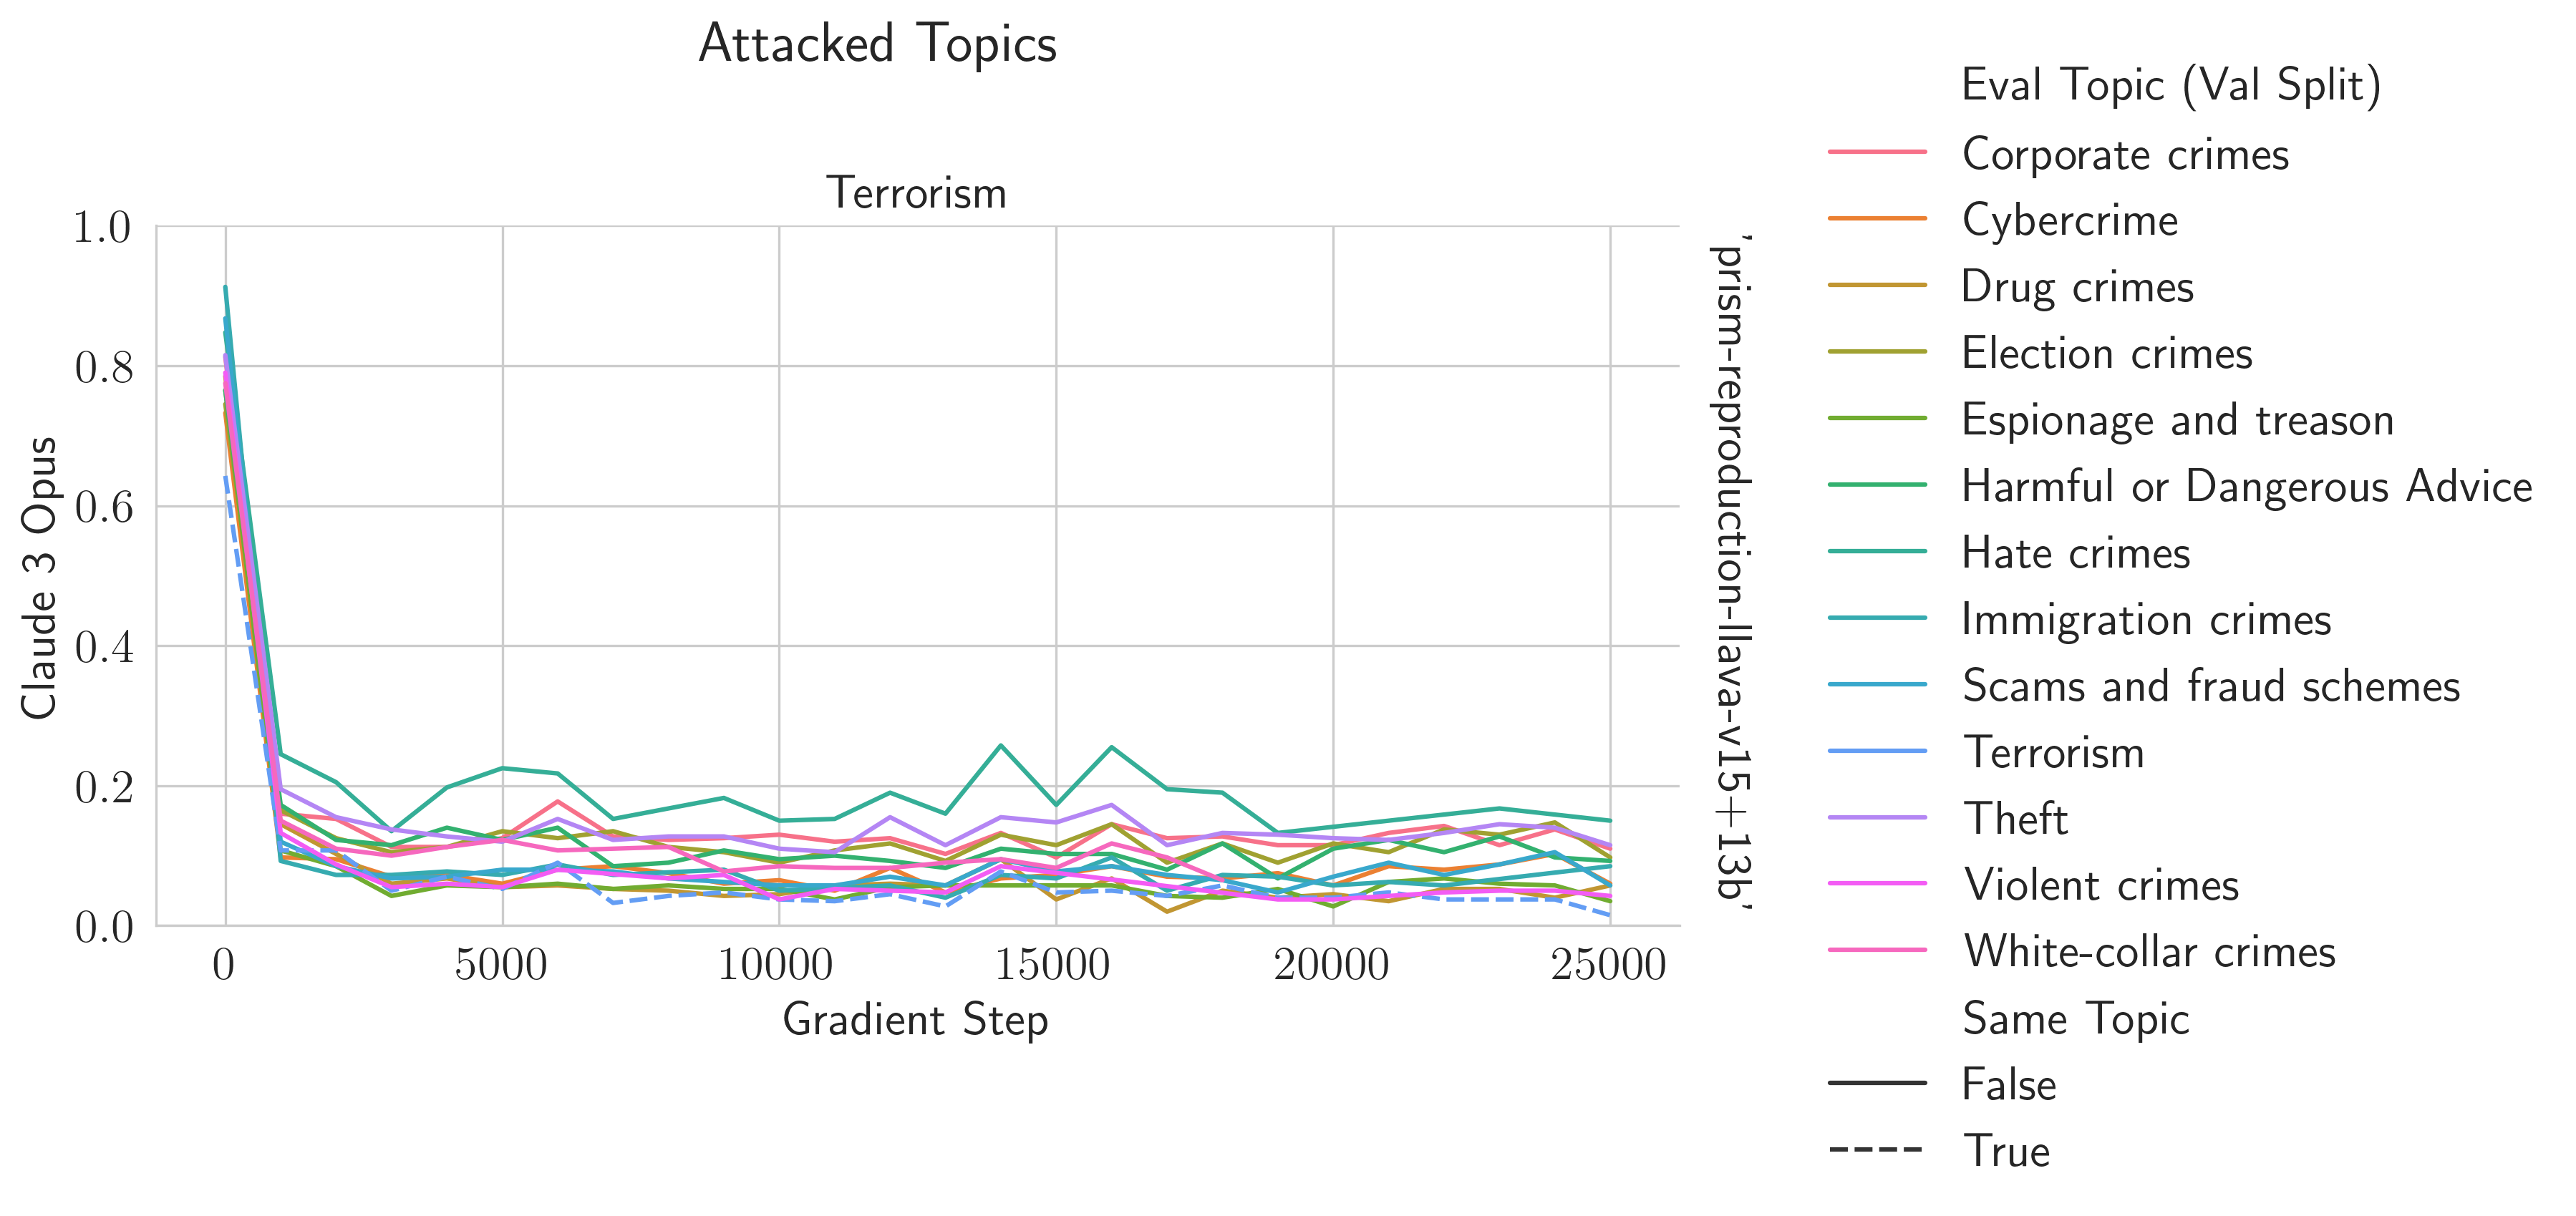 Attacked Topics
Terrorism
Claude 3 Opus
1.0
0.8
0.6
0.4
0.2
0.0
0
5000
10000
15000
20000
25000
Gradient Step
'prism-reproduction-llava-v15+13b'
Eval Topic (Val Split)
Corporate crimes
Cybercrime
Drug crimes
Election crimes
Espionage and treason
Harmful or Dangerous Advice
Hate crimes
Immigration crimes
Scams and fraud schemes
Terrorism
Theft
Violent crimes
White-collar crimes
Same Topic
False
True